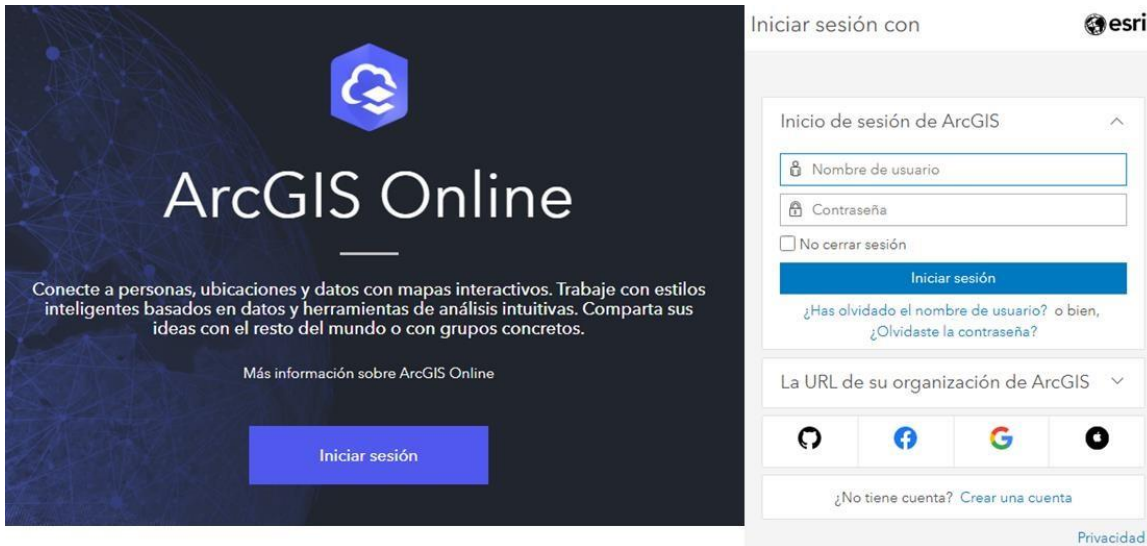 ArcGIS Online
Conecte a personas, ubicaciones y datos con mapas interactivos. Trabaje con estilos
inteligentes basados en datos y herramientas de análisis intuitivas. Comparta sus
ideas con el resto del mundo o con grupos concretos.
Más información sobre ArcGIS Online
Iniciar sesión
Iniciar sesión con
esri
Inicio de sesión de ArcGIS
Nombre de usuario
Contraseña
No cerrar sesión
Iniciar sesión
¿Has olvidado el nombre de usuario? o bien,
¿Olvidaste la contraseña?
La URL de su organización de ArcGIS
¿No tiene cuenta? Crear una cuenta
Privacidad